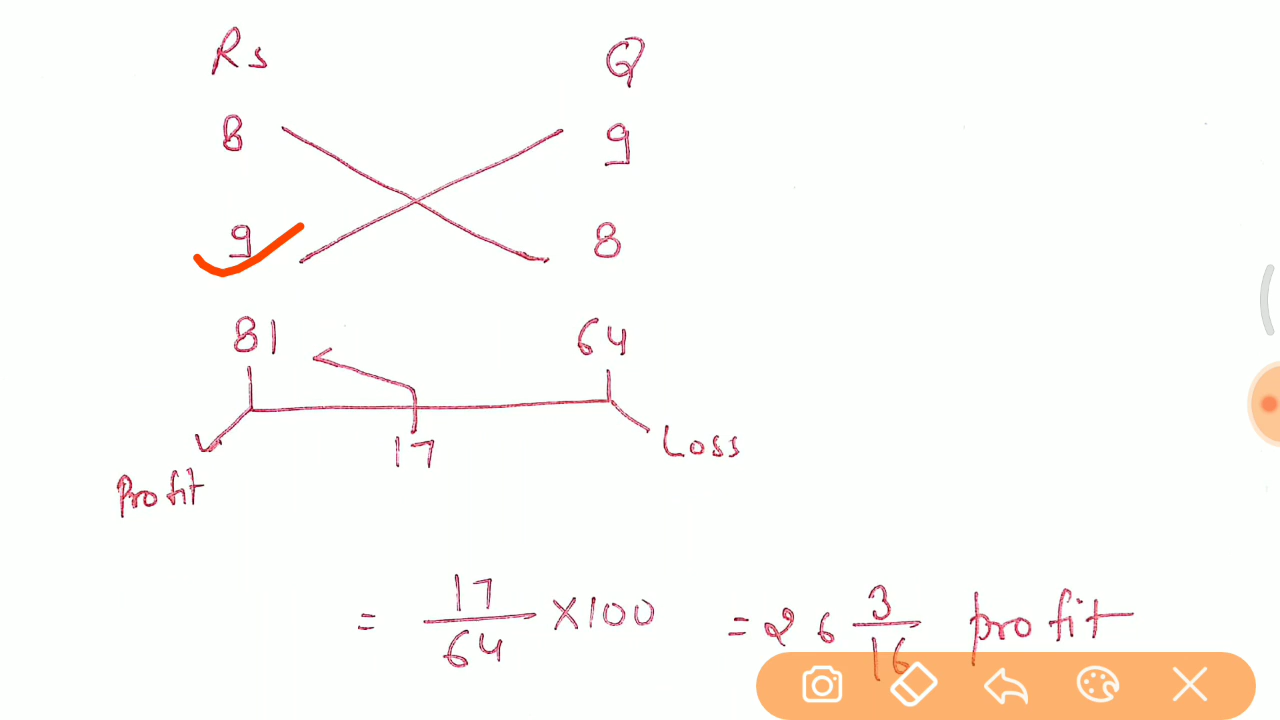 Rs Q
8 9
9 8
81 64
17
Loss
Profit
= 17/64 × 100 = 26 3/16 profit